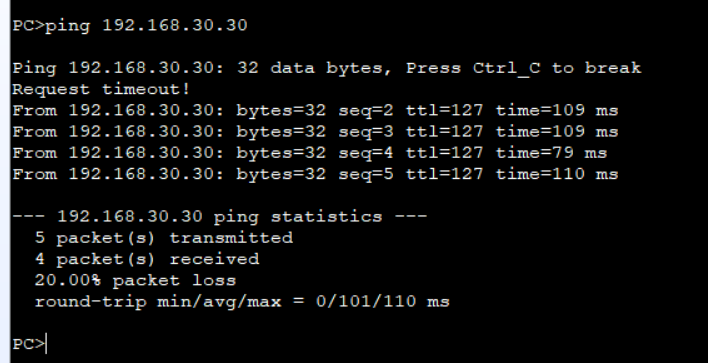 PC>ping 192.168.30.30
Ping 192.168.30.30: 32 data bytes, Press Ctrl_C to break
Request timeout!
From 192.168.30.30: bytes=32 seq=2 ttl=127 time=109 ms
From 192.168.30.30: bytes=32 seq=3 ttl=127 time=109 ms
From 192.168.30.30: bytes=32 seq=4 ttl=127 time=79 ms
From 192.168.30.30: bytes=32 seq=5 ttl=127 time=110 ms
--- 192.168.30.30 ping statistics ---
5 packet(s) transmitted
4 packet(s) received
20.00% packet loss
round-trip min/avg/max = 0/101/110 ms
PC>